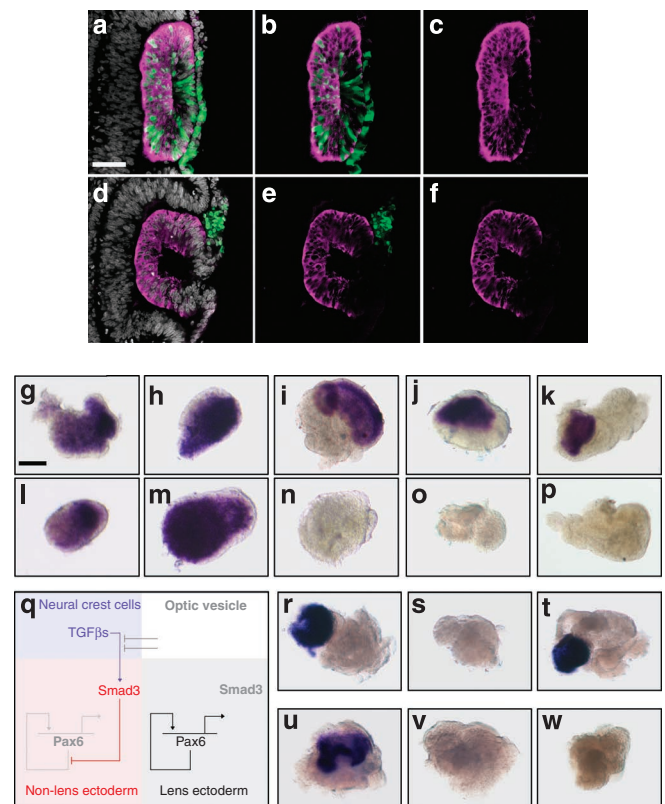 a b c
d e f
g h i j k
l m n o p
q r s t
Neural crest cells Optic vesicle
TGFβs
Smad3 Smad3
Pax6 Pax6
Non-lens ectoderm Lens ectoderm
u v w